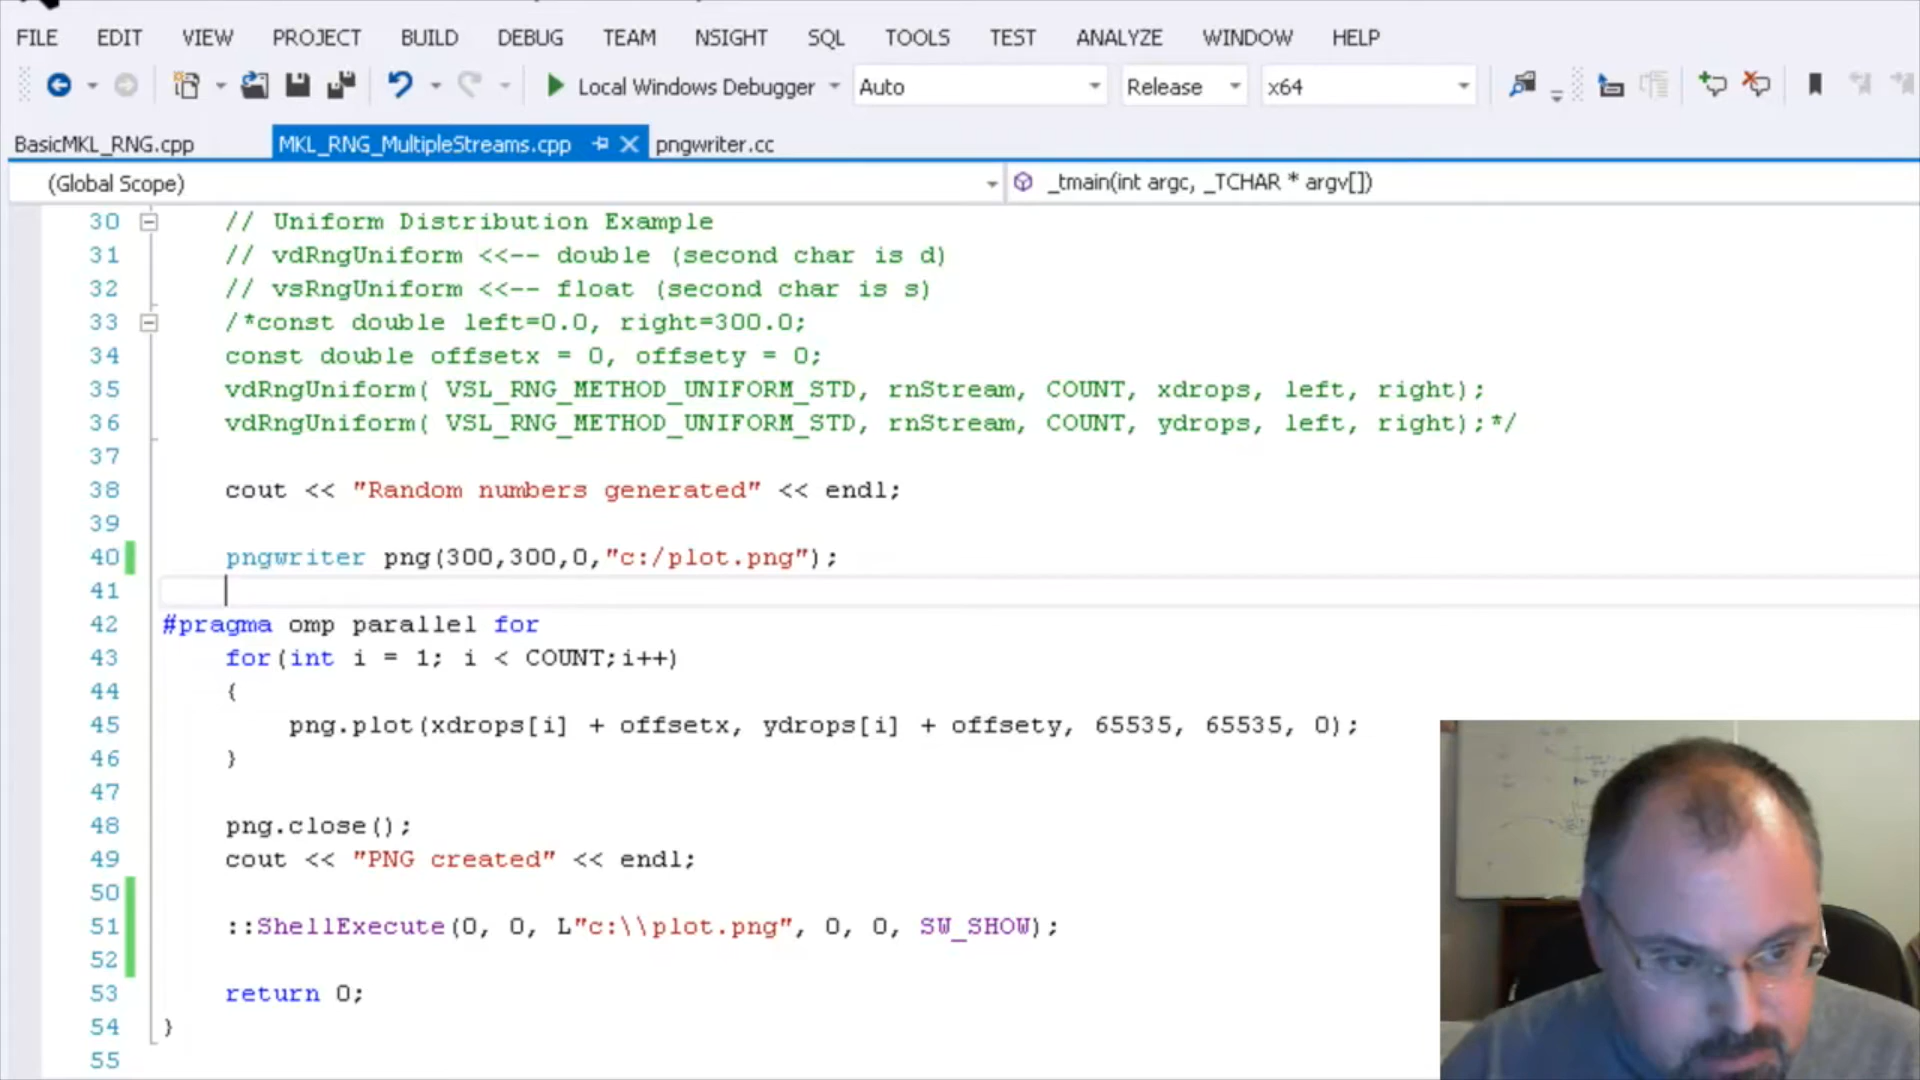 FILE EDIT VIEW PROJECT BUILD DEBUG TEAM NSIGHT SQL TOOLS TEST ANALYZE WINDOW HELP
Local Windows Debugger Auto Release x64
BasicMKL_RNG.cpp MKL_RNG_MultipleStreams.cpp pngwriter.cc
(Global Scope) _tmain(int argc, _TCHAR * argv[])
30 // Uniform Distribution Example
31 // vdRngUniform <<-- double (second char is d)
32 // vsRngUniform <<-- float (second char is s)
33 /*const double left=0.0, right=300.0;
34 const double offsetx = 0, offsety = 0;
35 vdRngUniform( VSL_RNG_METHOD_UNIFORM_STD, rnStream, COUNT, xdrops, left, right);
36 vdRngUniform( VSL_RNG_METHOD_UNIFORM_STD, rnStream, COUNT, ydrops, left, right);*/
37
38 cout << "Random numbers generated" << endl;
39
40 pngwriter png(300,300,0,"c:/plot.png");
41
42 #pragma omp parallel for
43 for(int i = 1; i < COUNT;i++)
44 {
45 png.plot(xdrops[i] + offsetx, ydrops[i] + offsety, 65535, 65535, 0);
46 }
47
48 png.close();
49 cout << "PNG created" << endl;
50
51 ::ShellExecute(0, 0, L"c:\\plot.png", 0, 0, SW_SHOW);
52
53 return 0;
54 }
55